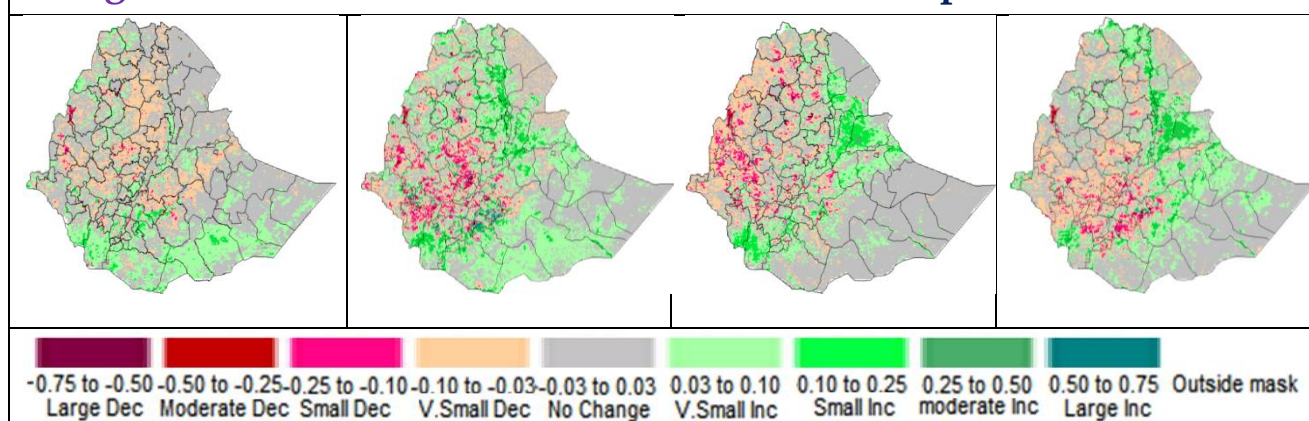 -0.75 to -0.50 -0.50 to -0.25 -0.25 to -0.10 -0.10 to -0.03 -0.03 to 0.03 0.03 to 0.10 0.10 to 0.25 0.25 to 0.50 0.50 to 0.75 Outside mask
Large Dec Moderate Dec Small Dec V.Small Dec No Change V.Small Inc Small Inc moderate Inc Large Inc